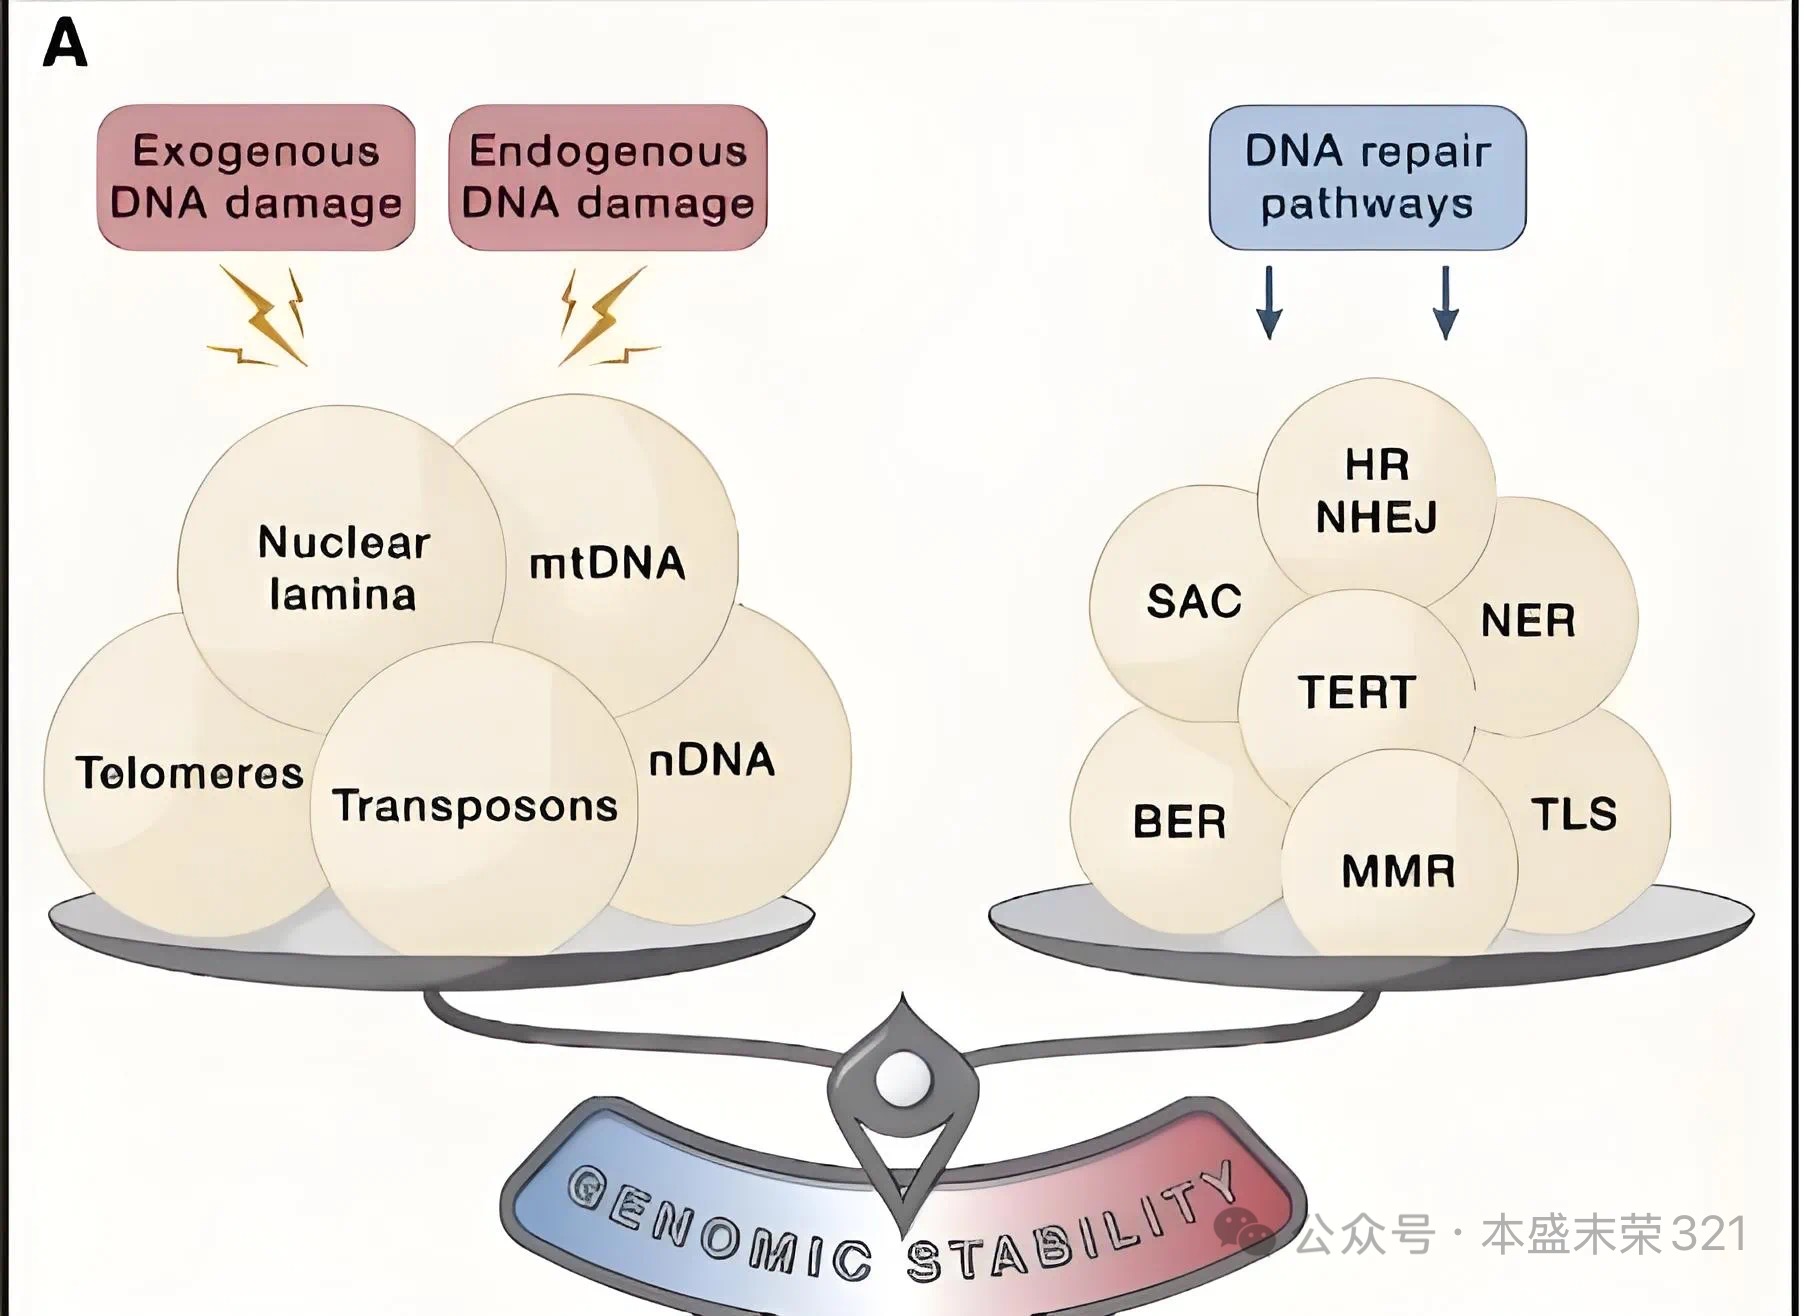 A
Exogenous
DNA damage
Endogenous
DNA damage
DNA repair
pathways
Nuclear
lamina
mtDNA
Telomeres
Transposons
nDNA
HR
NHEJ
SAC
NER
TERT
BER
TLS
MMR
GENOMIC STABILITY
公众号 · 本盛末荣321